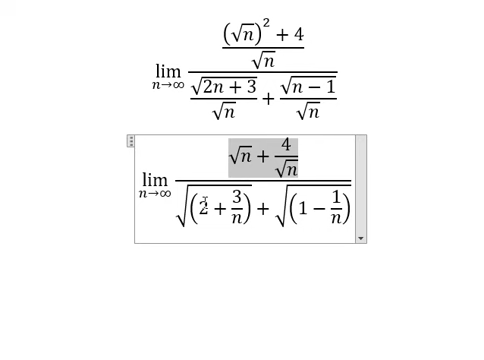 lim n→∞ ((√n)² + 4)/√n / (√(2n + 3)/√n + √(n − 1)/√n)
lim n→∞ (√n + 4/√n) / (√((2 + 3/n)) + √((1 − 1/n)))